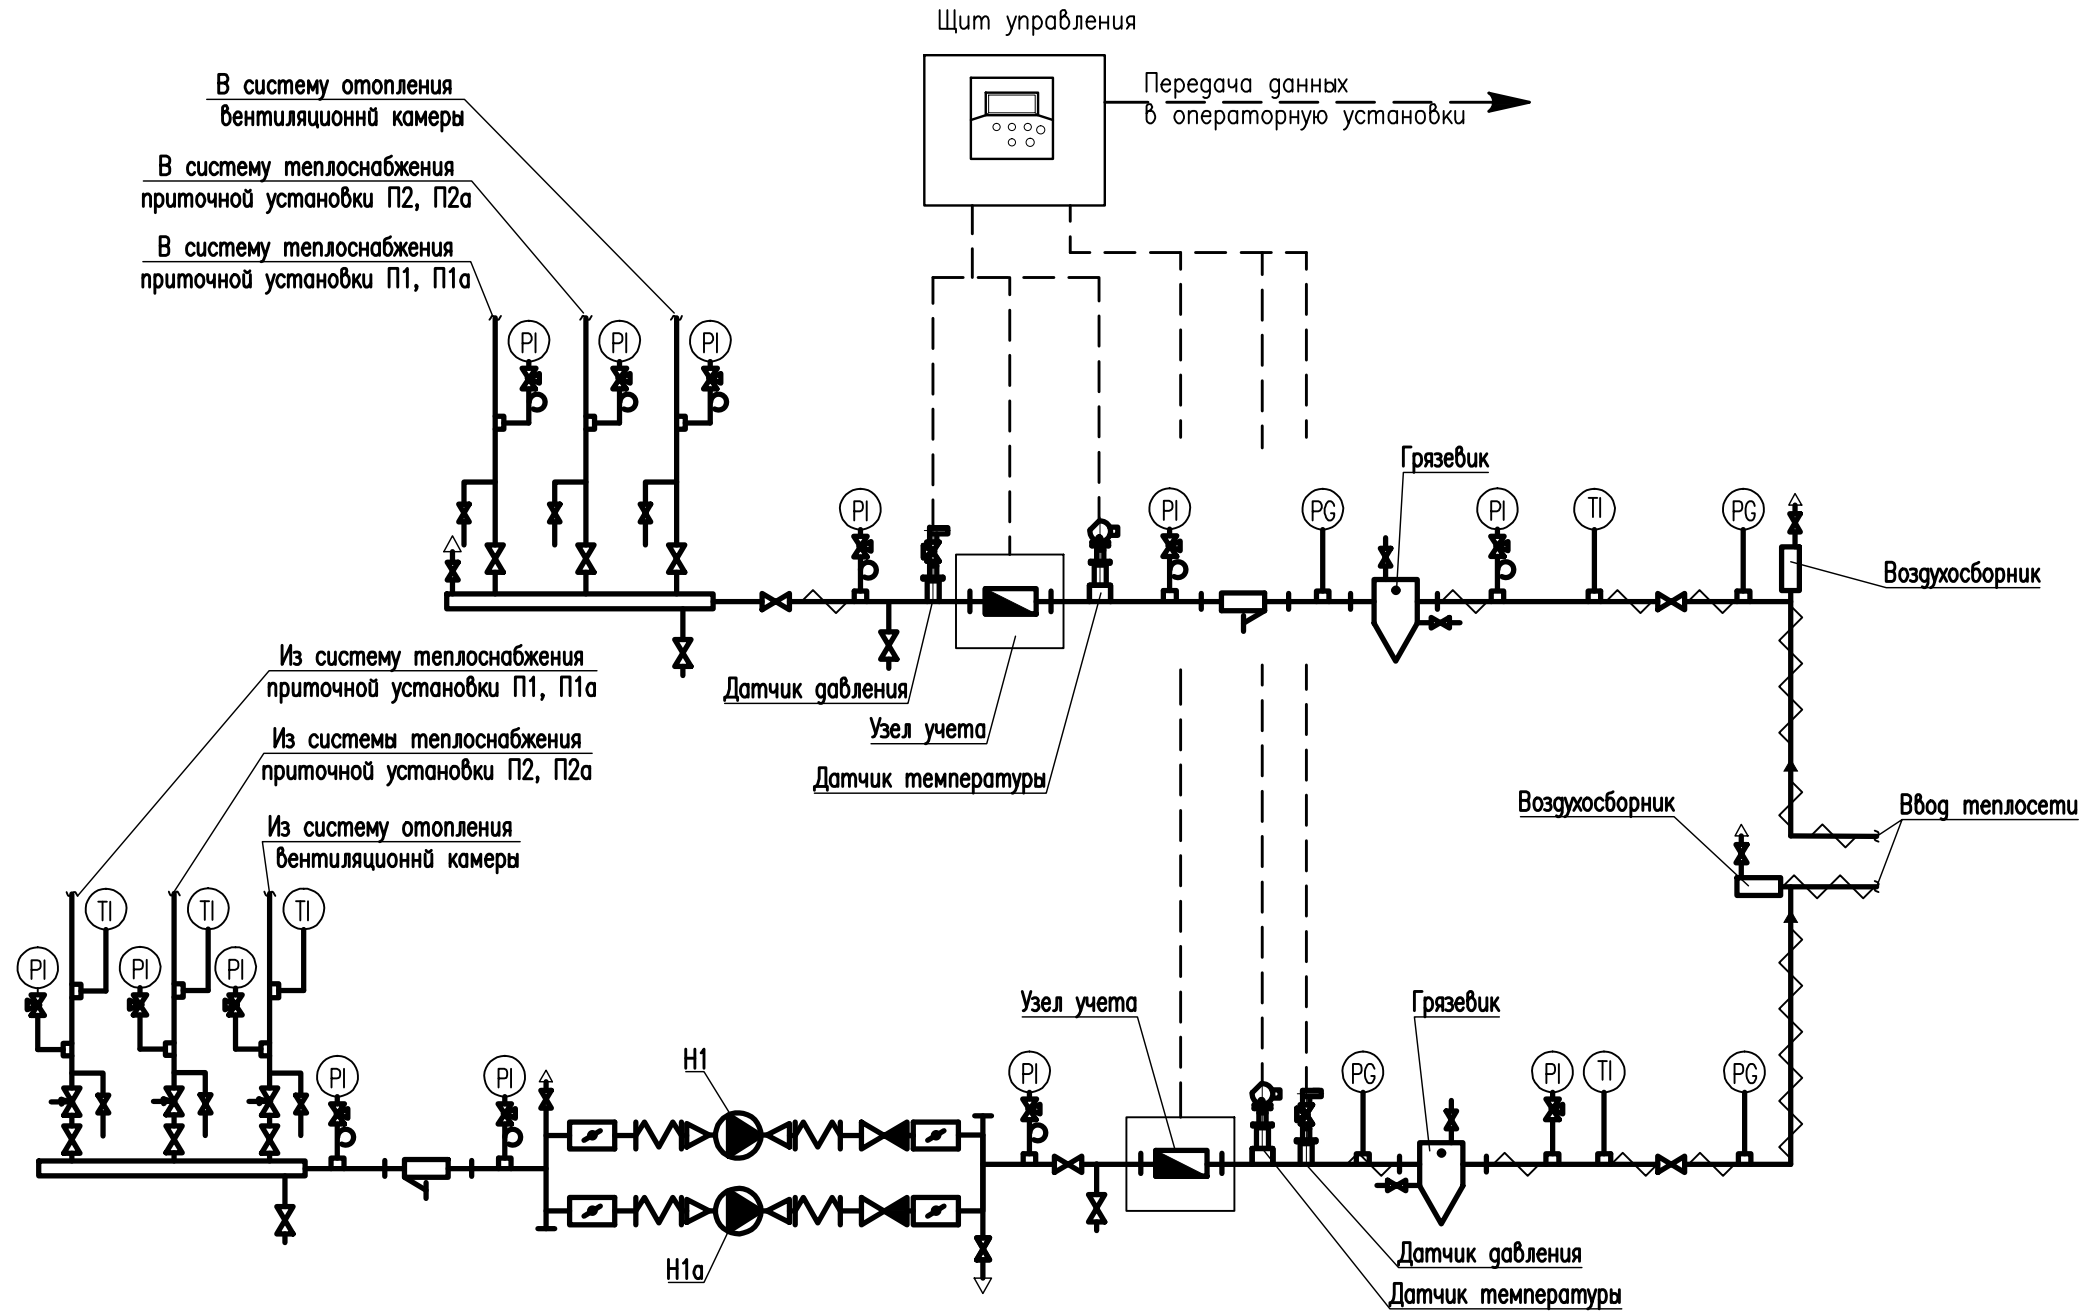 Щит управления
Передача данных
в операторную установки
В систему отопления
вентиляционнй камеры
В систему теплоснабжения
приточной установки П2, П2а
В систему теплоснабжения
приточной установки П1, П1а
PI
PI
PI
Грязевик
PI
PI
PG
PI
TI
PG
Воздухосборник
Из систему теплоснабжения
приточной установки П1, П1а
Датчик давления
Узел учета
Датчик температуры
Из системы теплоснабжения
приточной установки П2, П2а
Воздухосборник
Ввод теплосети
Из систему отопления
вентиляционнй камеры
TI
TI
TI
PI
PI
PI
Узел учета
Грязевик
PI
PI
Н1
PI
PG
PI
TI
PG
Н1а
Датчик давления
Датчик температуры